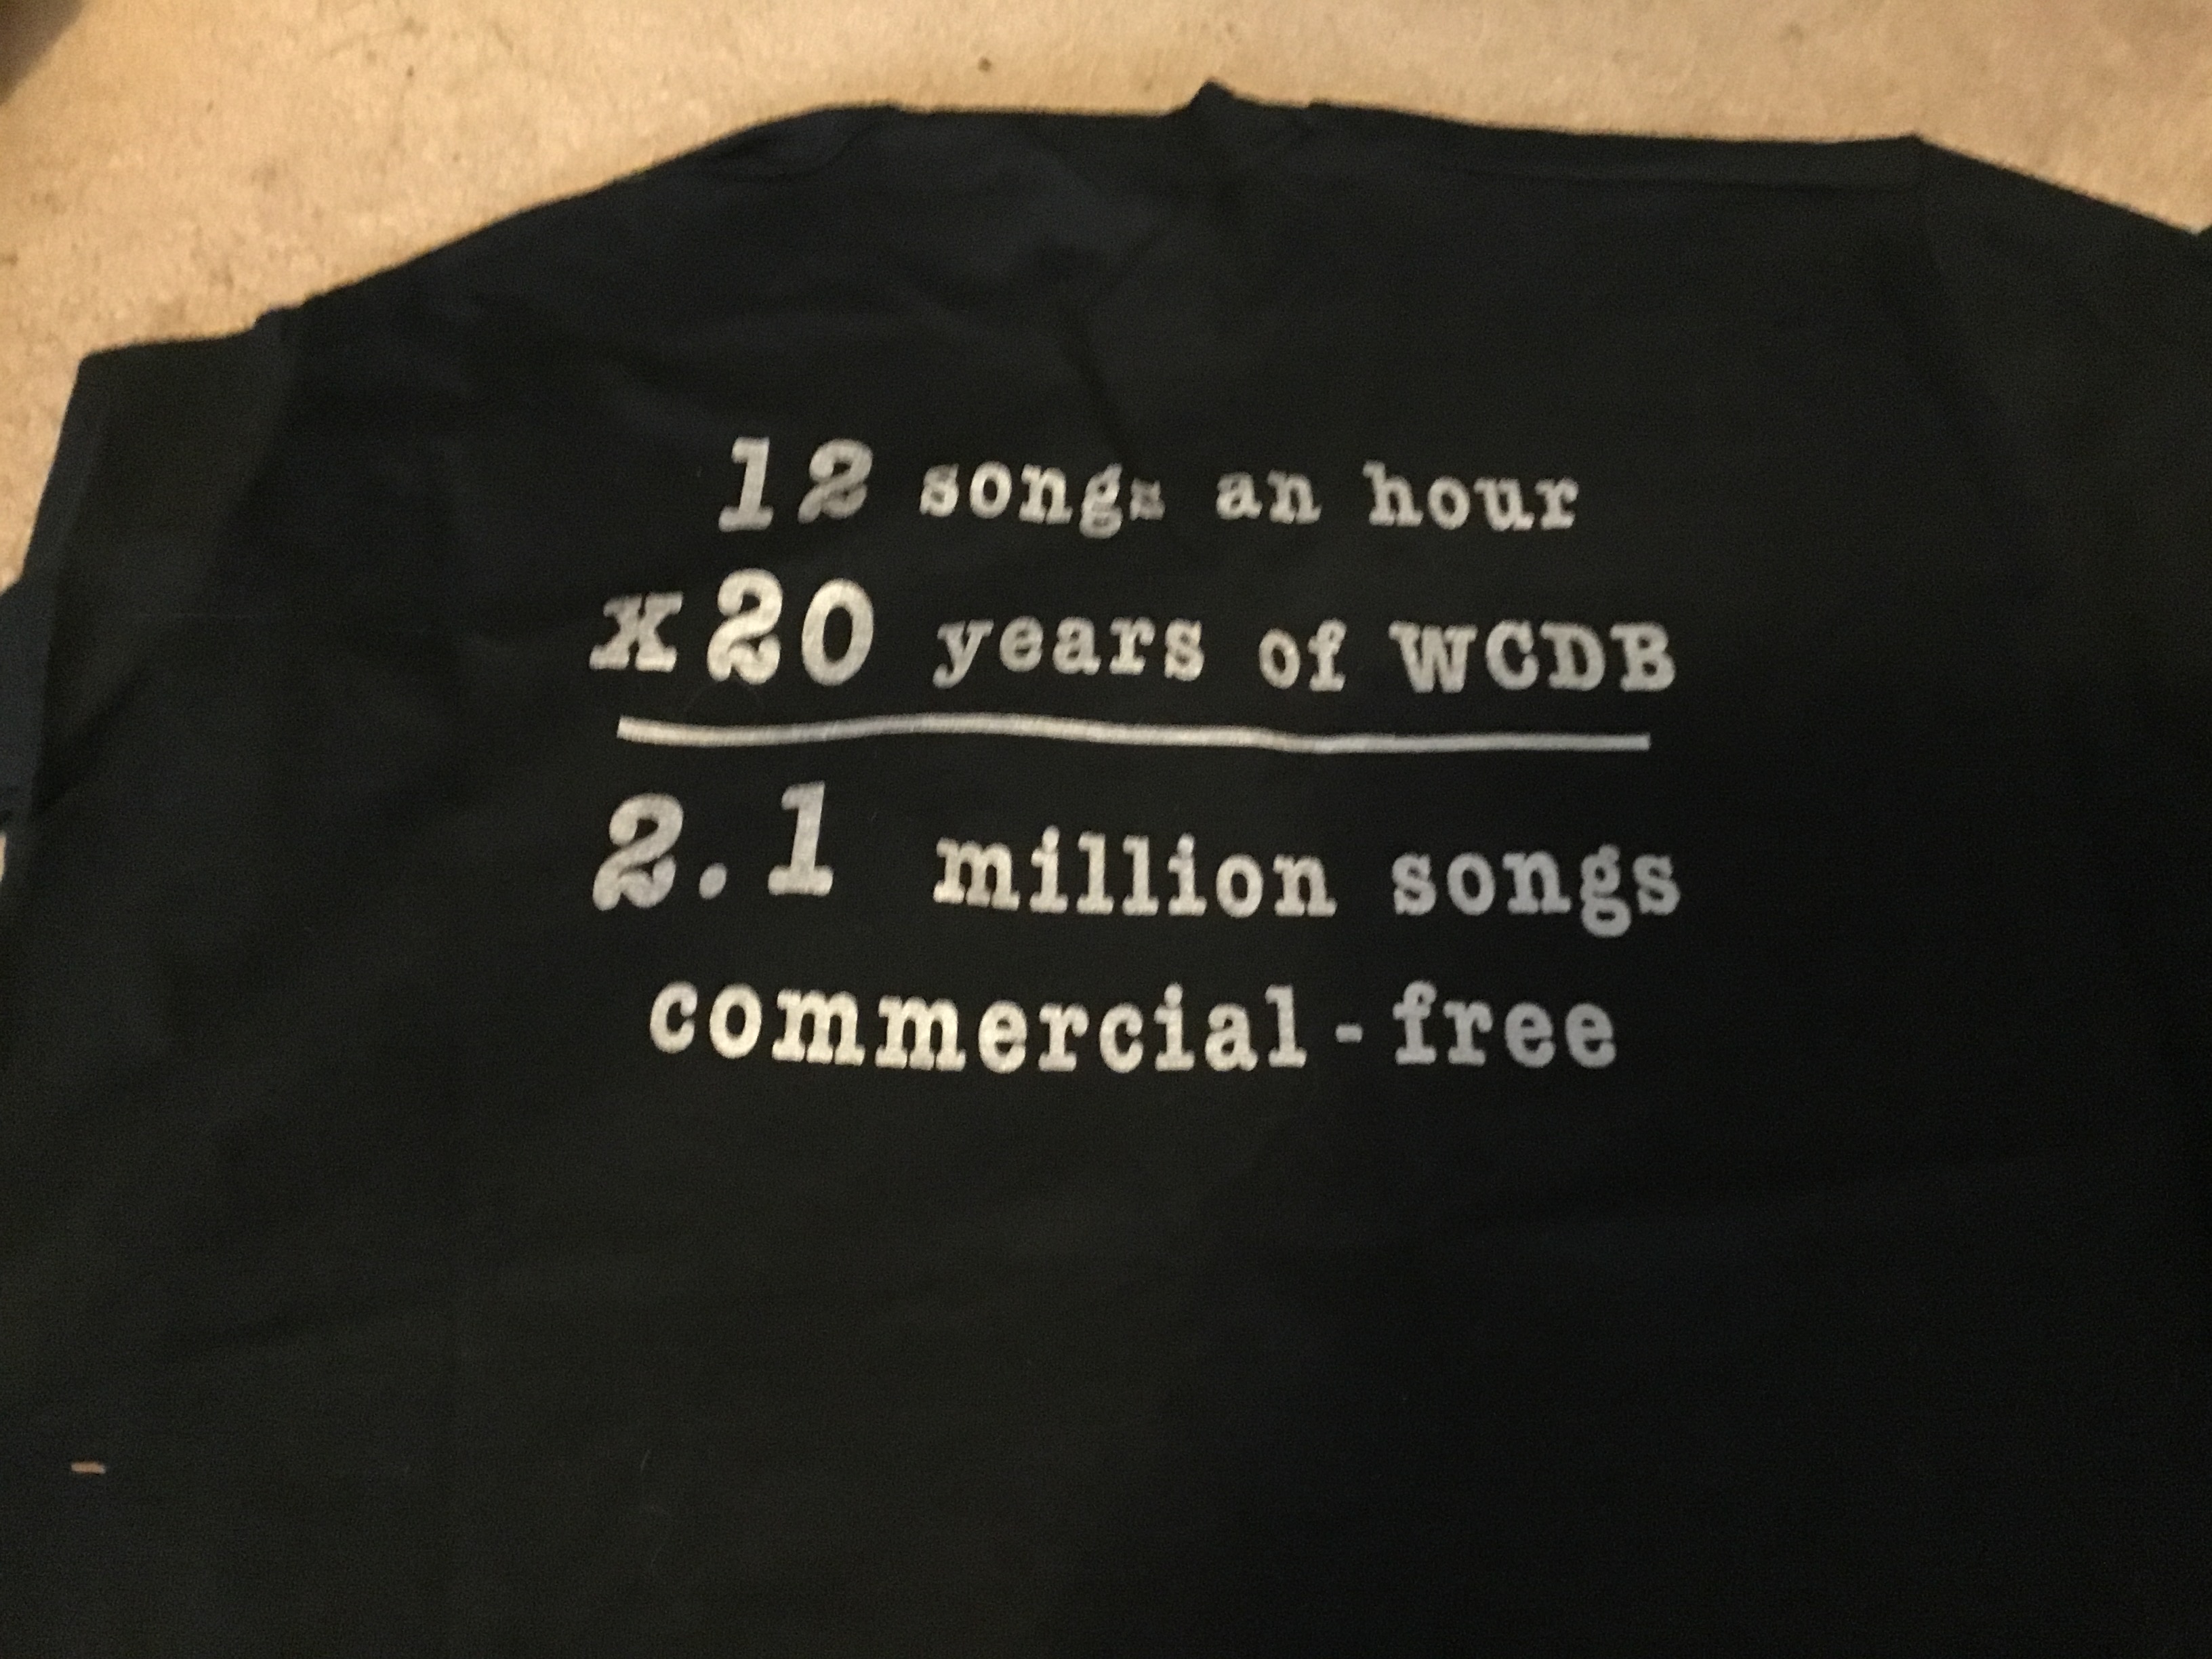 12 songs an hour
x20 years of WCDB
2.1 million songs
commercial-free